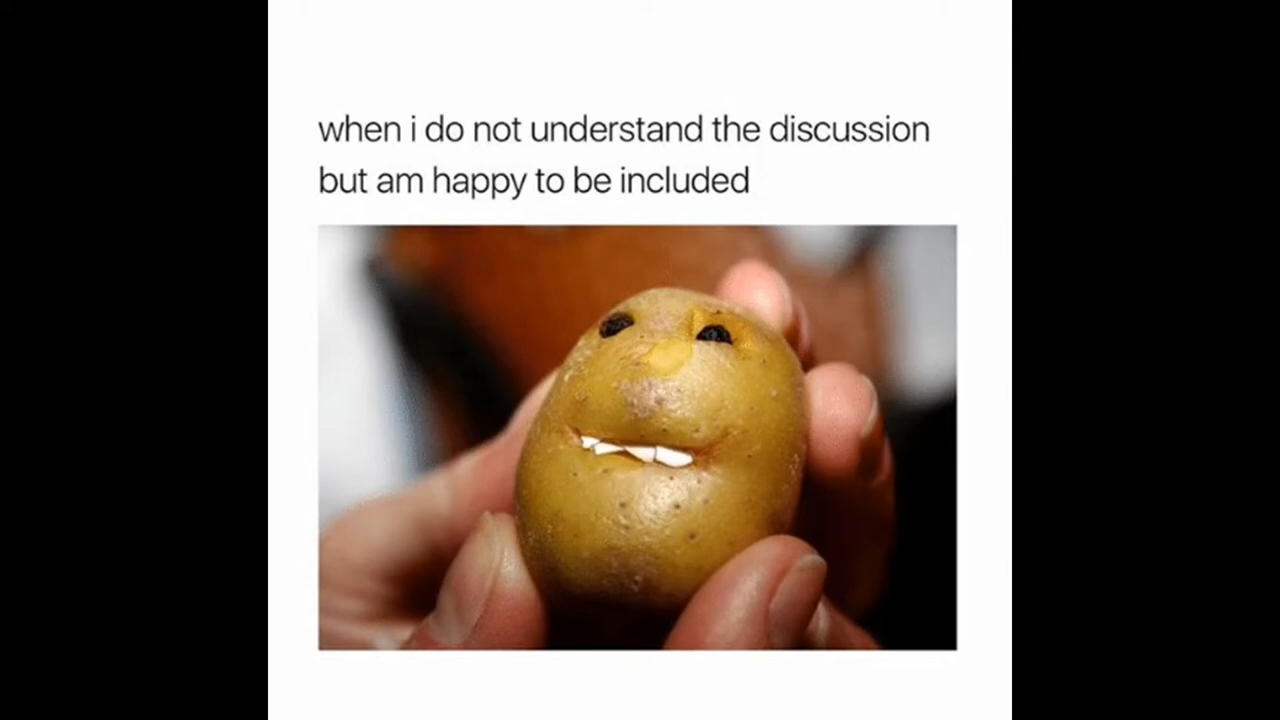 when i do not understand the discussion
but am happy to be included